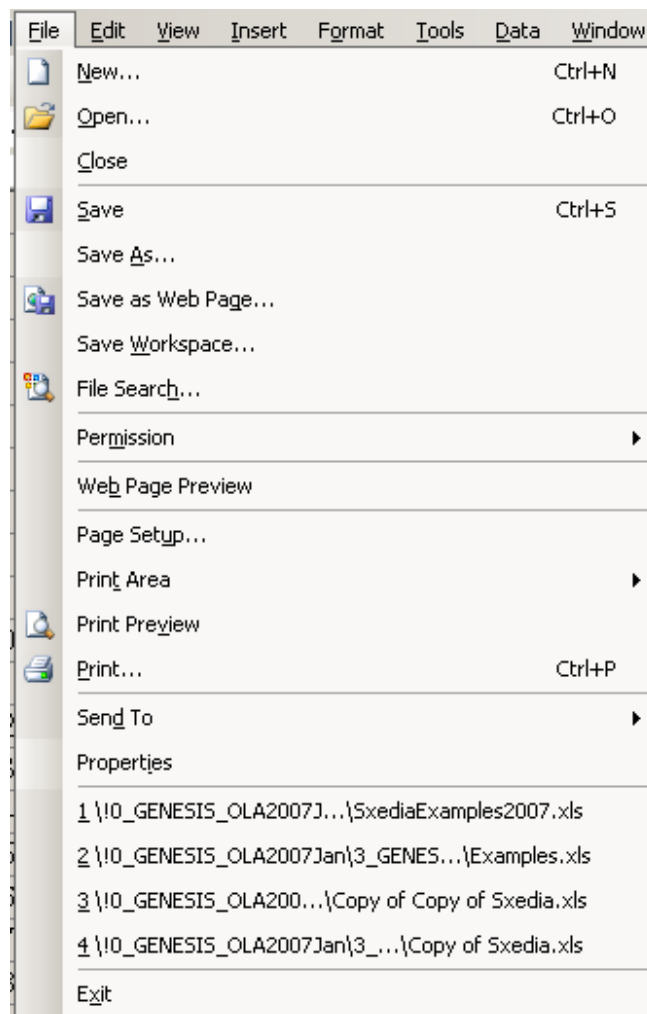 File Edit View Insert Format Tools Data Window
New... Ctrl+N
Open... Ctrl+O
Close
Save Ctrl+S
Save As...
Save as Web Page...
Save Workspace...
File Search...
Permission
Web Page Preview
Page Setup...
Print Area
Print Preview
Print... Ctrl+P
Send To
Properties
1 \!0_GENESIS_OLA2007J...\SxediaExamples2007.xls
2 \!0_GENESIS_OLA2007Jan\3_GENES...\Examples.xls
3 \!0_GENESIS_OLA200...\Copy of Copy of Sxedia.xls
4 \!0_GENESIS_OLA2007Jan\3_...\Copy of Sxedia.xls
Exit